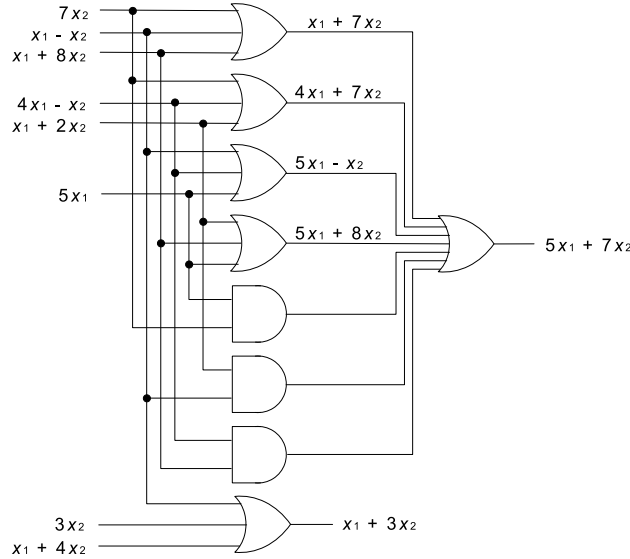 7x₂
x₁ - x₂
x₁ + 8x₂
x₁ + 7x₂
4x₁ - x₂
x₁ + 2x₂
4x₁ + 7x₂
5x₁ - x₂
5x₁
5x₁ + 8x₂
5x₁ + 7x₂
3x₂
x₁ + 4x₂
x₁ + 3x₂